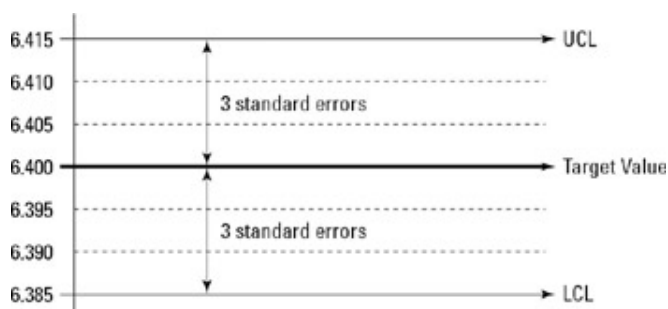 6.415 UCL
6.410
3 standard errors
6.405
6.400 Target Value
6.395
3 standard errors
6.390
6.385 LCL